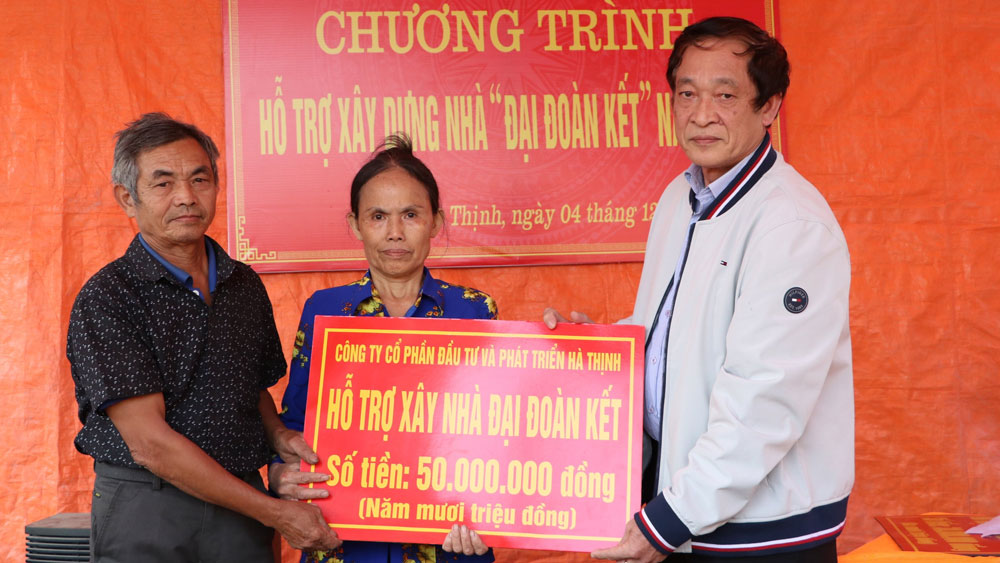 CHƯƠNG TRÌNH
HỖ TRỢ XÂY DỰNG NHÀ “ĐẠI ĐOÀN KẾT”
Thịnh, ngày 04 tháng
CÔNG TY CỔ PHẦN ĐẦU TƯ VÀ PHÁT TRIỂN HÀ THỊNH
HỖ TRỢ XÂY NHÀ ĐẠI ĐOÀN KẾT
Số tiền: 50.000.000 đồng
(Năm mươi triệu đồng)